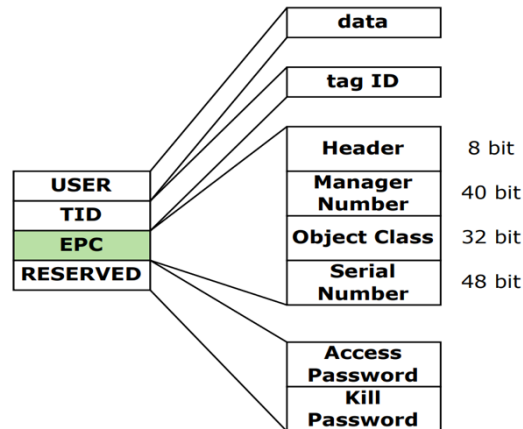 data
tag ID
Header 8 bit
Manager
Number 40 bit
Object Class 32 bit
Serial
Number 48 bit
USER
TID
EPC
RESERVED
Access
Password
Kill
Password